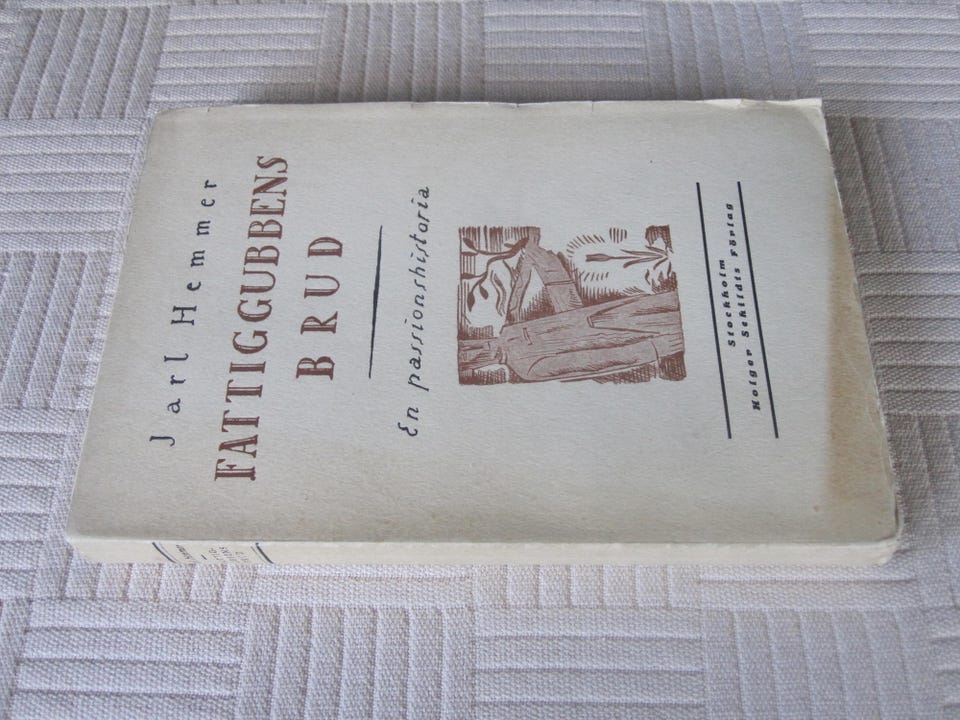 Jarl Hemmer
FATTIGGUBBENS
BRUD
En passionshistoria
Stockholm
Holger Schildts Förlag